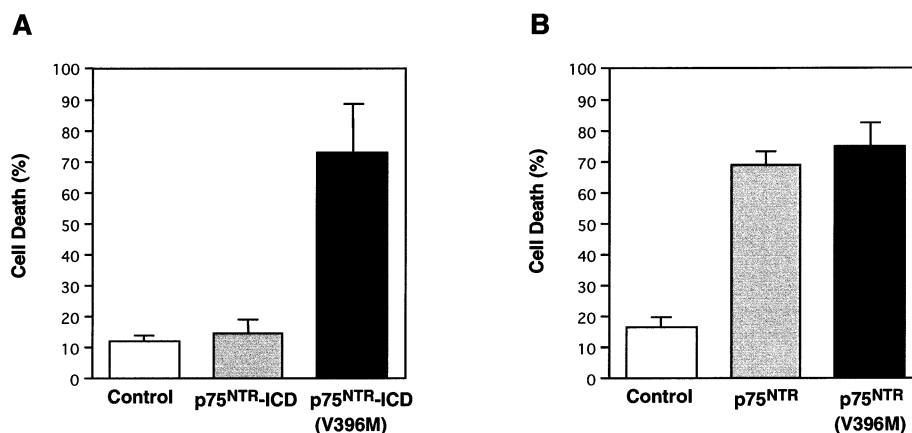 A
Cell Death (%)
100
90
80
70
60
50
40
30
20
10
0
Control
p75NTR-ICD
p75NTR-ICD
(V396M)
B
Cell Death (%)
100
90
80
70
60
50
40
30
20
10
0
Control
p75NTR
p75NTR
(V396M)